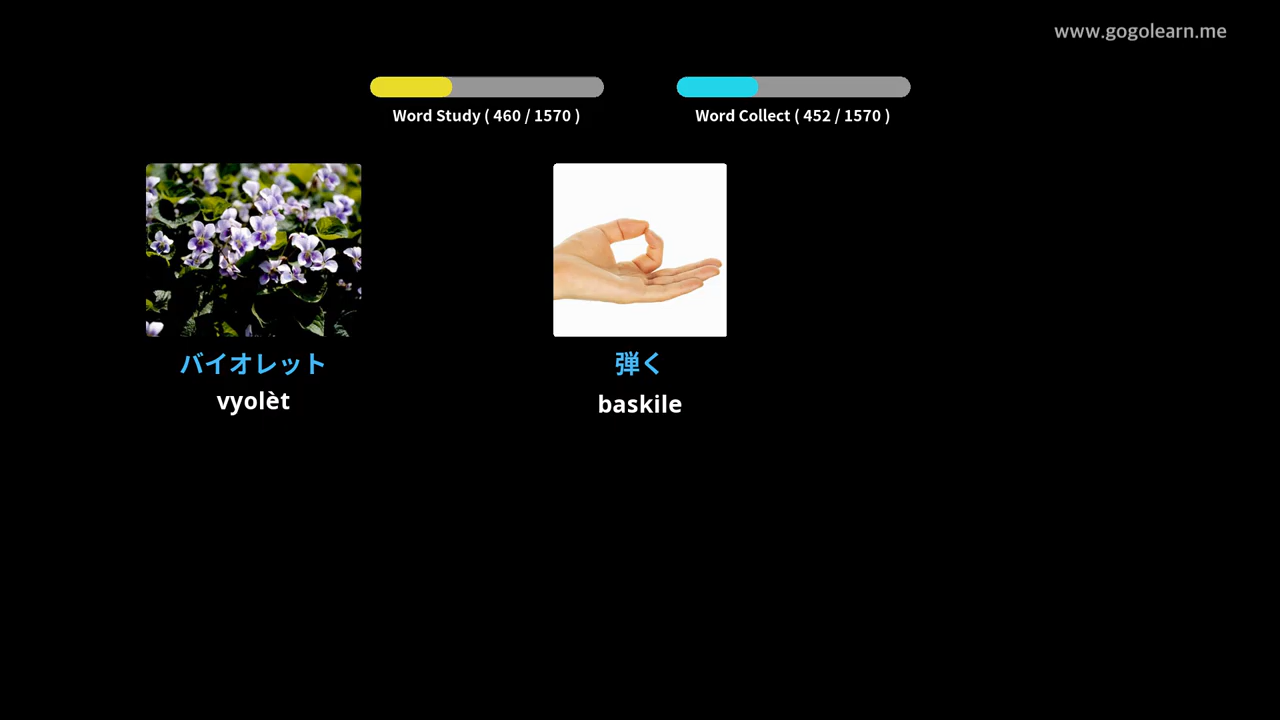 www.gogolearn.me
Word Study ( 460 / 1570 )
Word Collect ( 452 / 1570 )
バイオレット
vyolèt
弾く
baskile